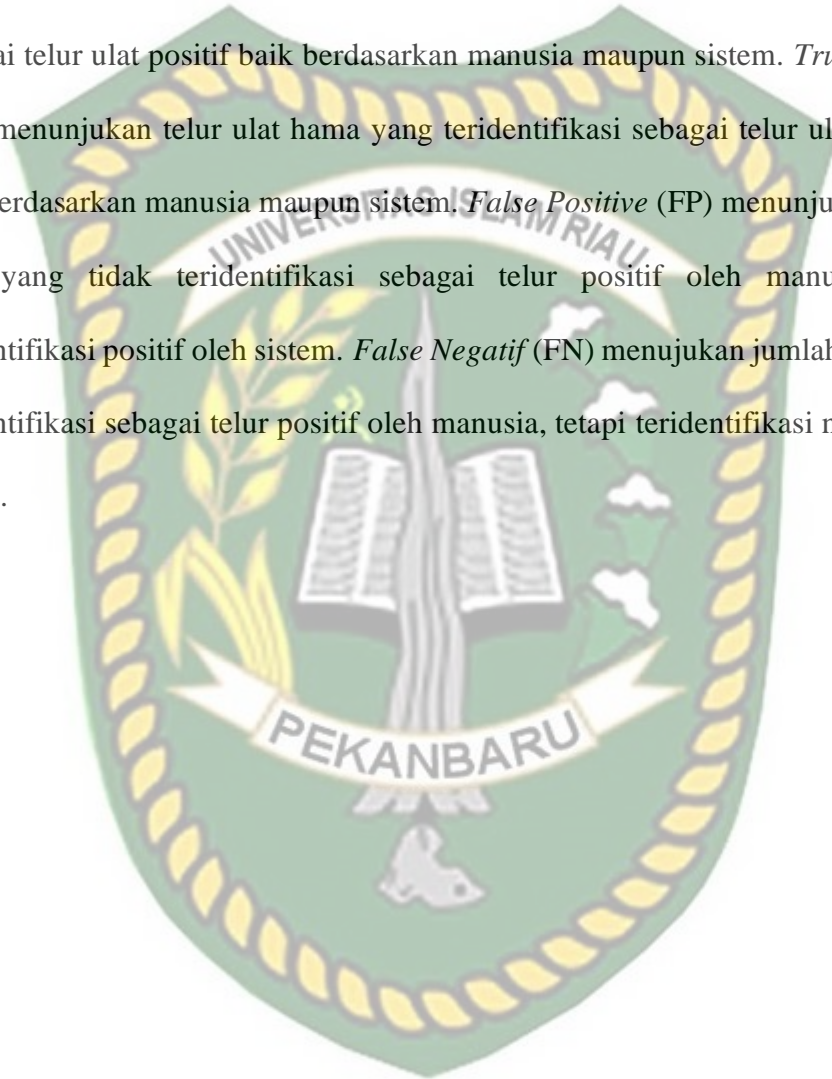 ai telur ulat positif baik berdasarkan manusia maupun sistem. Tru
menunjukan telur ulat hama yang teridentifikasi sebagai telur ul
erdasarkan manusia maupun sistem. False Positive (FP) menunju
UNIVERSITAS ISLAM RIAU
yang tidak teridentifikasi sebagai telur positif oleh manu
ntifikasi positif oleh sistem. False Negatif (FN) menujukan jumlah
ntifikasi sebagai telur positif oleh manusia, tetapi teridentifikasi n
.
PEKANBARU